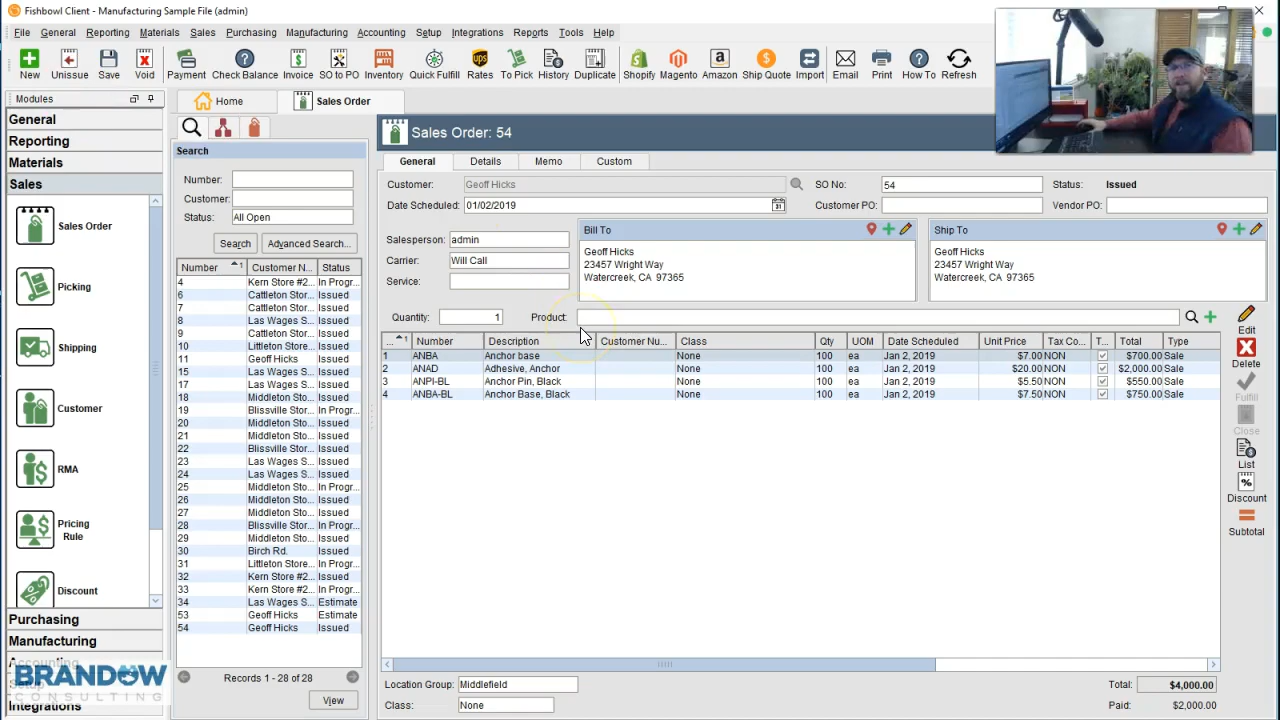 Fishbowl Client - Manufacturing Sample File (admin)
File General Reporting Materials Sales Purchasing Manufacturing Accounting Setup Integrations Reports Tools Help
New Unissue Save Void Payment Check Balance Invoice SO to PO Inventory Quick Fulfill Rates To Pick History Duplicate Shopify Magento Amazon Ship Quote Import Email Print How To Refresh
Modules
Home
Sales Order
General
Reporting
Materials
Sales
Sales Order
Picking
Shipping
Customer
RMA
Pricing
Rule
Discount
Purchasing
Manufacturing
Accounting
Integrations
BRANDOW
CONSULTING
Search
Number:
Customer:
Status: All Open
Search Advanced Search...
Number 1 Customer N... Status
4 Kern Store #2... In Progr...
6 Cattleton Stor... Issued
7 Cattleton Stor... Issued
8 Las Wages S... Issued
9 Cattleton Stor... Issued
10 Littleton Store... Issued
11 Geoff Hicks Issued
15 Las Wages S... Issued
17 Las Wages S... Issued
18 Middleton Sto... Issued
19 Blissville Stor... In Progr...
20 Middleton Sto... Issued
21 Middleton Sto... Issued
22 Blissville Stor... Issued
23 Las Wages S... Issued
24 Las Wages S... Issued
25 Middleton Sto... In Progr...
26 Middleton Sto... Issued
27 Middleton Sto... Issued
28 Blissville Stor... In Progr...
29 Middleton Sto... Issued
30 Birch Rd. Issued
31 Littleton Store... In Progr...
32 Kern Store #2... Issued
33 Kern Store #2... In Progr...
34 Las Wages S... Estimate
53 Geoff Hicks Estimate
54 Geoff Hicks Issued
Records 1 - 28 of 28
View
Sales Order: 54
General Details Memo Custom
Customer: Geoff Hicks SO No: 54 Status: Issued
Date Scheduled: 01/02/2019 31 Customer PO: Vendor PO:
Salesperson: admin
Carrier: Will Call
Service:
Bill To
Geoff Hicks
23457 Wright Way
Watercreek, CA 97365
Ship To
Geoff Hicks
23457 Wright Way
Watercreek, CA 97365
Quantity: 1 Product:
... 1 Number Description Customer Nu... Class Qty UOM Date Scheduled Unit Price Tax Co... T... Total Type
1 ANBA Anchor base None 100 ea Jan 2, 2019 $7.00 NON $700.00 Sale
2 ANAD Adhesive, Anchor None 100 ea Jan 2, 2019 $20.00 NON $2,000.00 Sale
3 ANPI-BL Anchor Pin, Black None 100 ea Jan 2, 2019 $5.50 NON $550.00 Sale
4 ANBA-BL Anchor Base, Black None 100 ea Jan 2, 2019 $7.50 NON $750.00 Sale
Edit
Delete
Fulfill
Close
List
Discount
Subtotal
Location Group: Middlefield
Class: None
Total: $4,000.00
Paid: $2,000.00